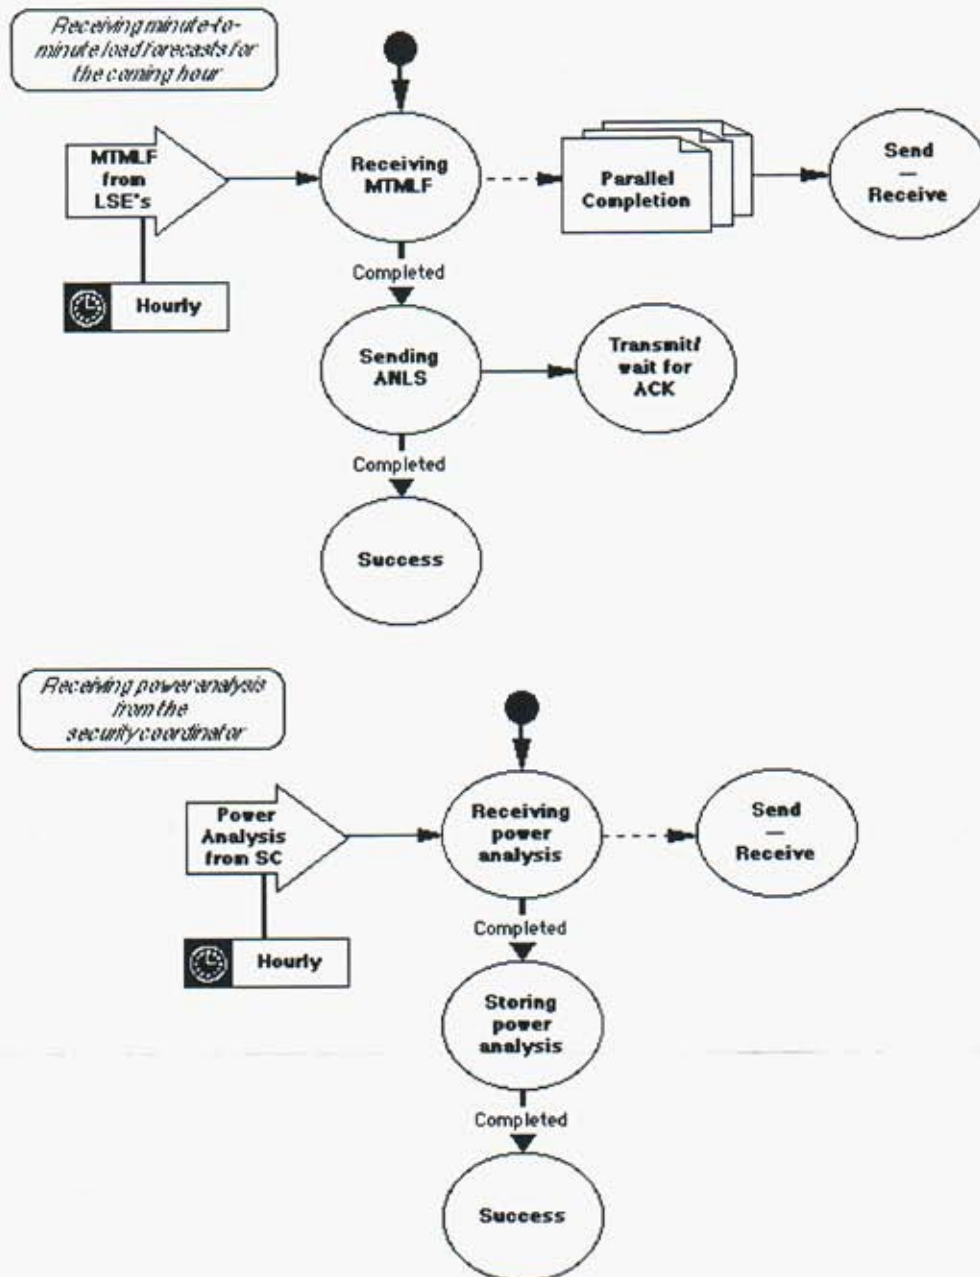 Receiving minute-to-
minute load forecasts for
the coming hour
MTMLF
from
LSE's
Hourly
Receiving
MTMLF
Parallel
Completion
Send
—
Receive
Completed
Sending
ANLS
Transmit/
wait for
ACK
Completed
Success
Receiving power analysis
from the
security coordinator
Power
Analysis
from SC
Hourly
Receiving
power
analysis
Send
—
Receive
Completed
Storing
power
analysis
Completed
Success